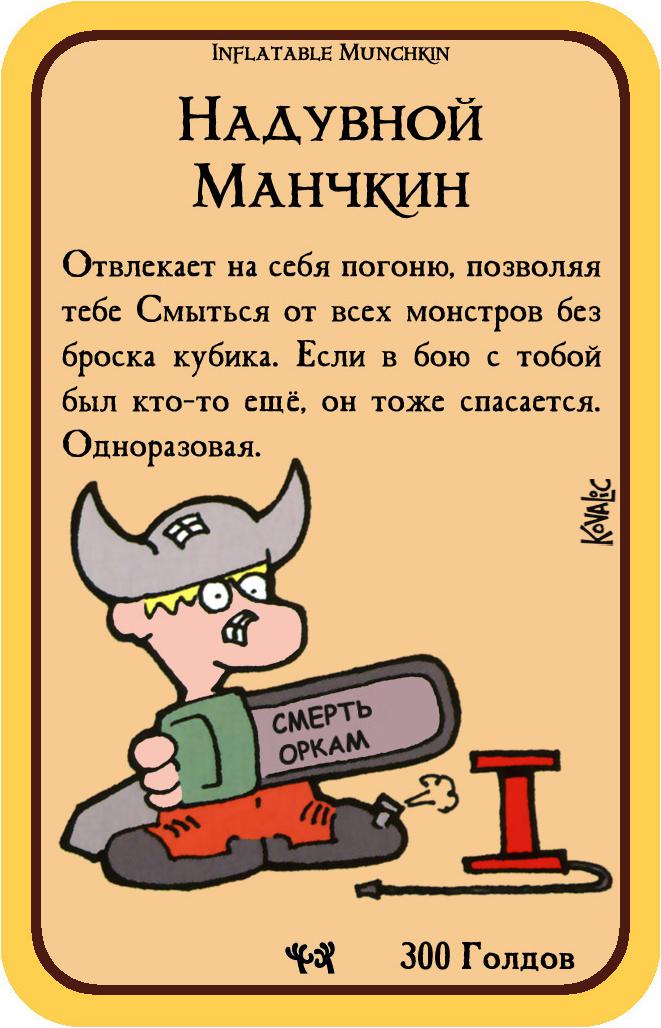 Inflatable Munchkin
Надувной
Манчкин
Отвлекает на себя погоню, позволяя
тебе Смыться от всех монстров без
броска кубика. Если в бою с тобой
был кто-то ещё, он тоже спасается.
Одноразовая.
Kovalic
СМЕРТЬ
ОРКАМ
300 Голдов